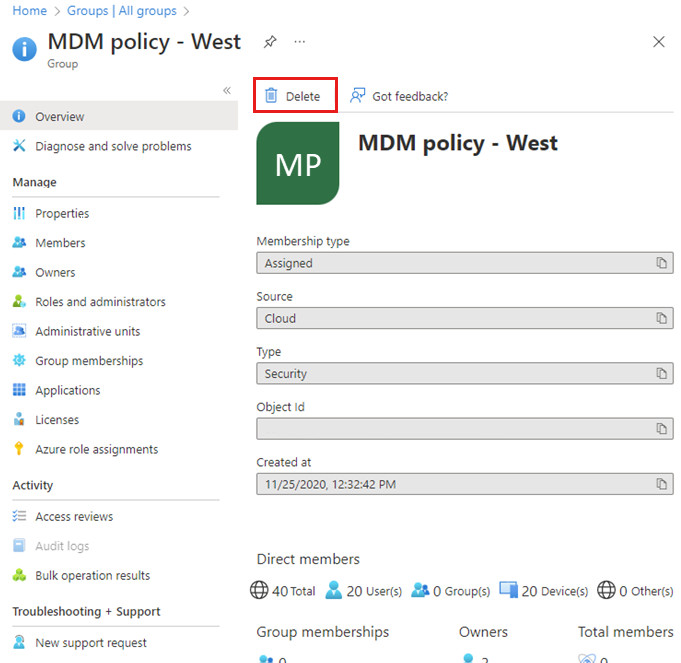 Home > Groups | All groups >
MDM policy - West
Group
Delete
Got feedback?
Overview
Diagnose and solve problems
Manage
Properties
Members
Owners
Roles and administrators
Administrative units
Group memberships
Applications
Licenses
Azure role assignments
Activity
Access reviews
Audit logs
Bulk operation results
Troubleshooting + Support
New support request
MP
MDM policy - West
Membership type
Assigned
Source
Cloud
Type
Security
Object Id
Created at
11/25/2020, 12:32:42 PM
Direct members
40 Total 20 User(s) 0 Group(s) 20 Device(s) 0 Other(s)
Group memberships Owners Total members